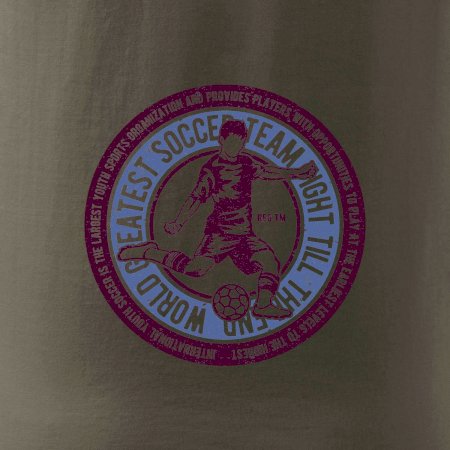 INTERNATIONAL YOUTH SOCCER IS THE LARGEST YOUTH SPORTS ORGANIZATION AND PROVIDES PLAYERS WITH OPPORTUNITIES TO PLAY AT THE EARLIEST LEVELS TO THE HIGHEST
WORLD GREATEST SOCCER TEAM FIGHT TILL THE END